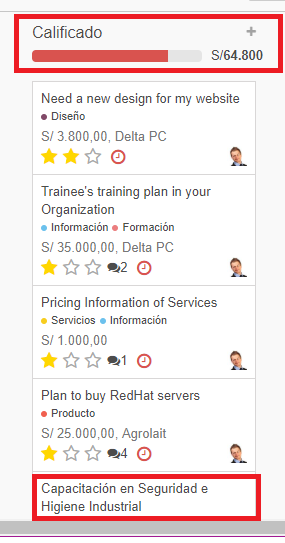 Calificado +
S/64.800
Need a new design for my website
Diseño
S/ 3.800,00, Delta PC
Trainee's training plan in your
Organization
Información Formación
S/ 35.000,00, Delta PC
2
Pricing Information of Services
Servicios Información
S/ 1.000,00
1
Plan to buy RedHat servers
Producto
S/ 25.000,00, Agrolait
4
Capacitación en Seguridad e
Higiene Industrial